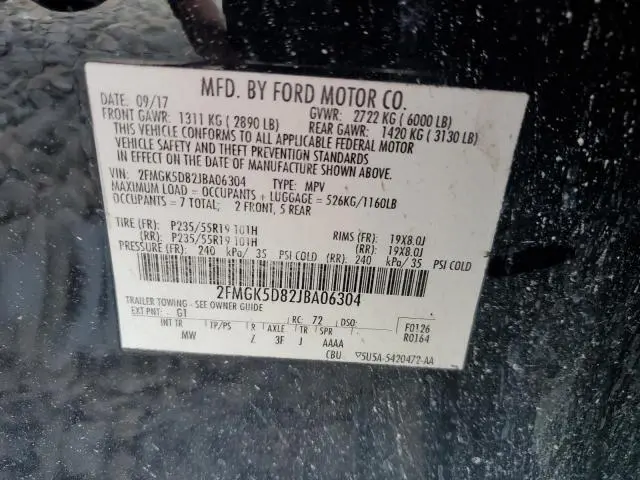 MFD. BY FORD MOTOR CO.
DATE: 09/17 GVWR: 2722 KG ( 6000 LB)
FRONT GAWR: 1311 KG ( 2890 LB) REAR GAWR: 1420 KG ( 3130 LB)
THIS VEHICLE CONFORMS TO ALL APPLICABLE FEDERAL MOTOR
VEHICLE SAFETY AND THEFT PREVENTION STANDARDS
IN EFFECT ON THE DATE OF MANUFACTURE SHOWN ABOVE.
VIN: 2FMGK5D82JBA06304 TYPE: MPV
MAXIMUM LOAD = OCCUPANTS + LUGGAGE = 526KG/1160LB
OCCUPANTS = 7 TOTAL, 2 FRONT, 5 REAR
TIRE (FR): P235/55R19 101H RIMS (FR): 19X8.0J
(RR): P235/55R19 101H (RR): 19X8.0J
PRESSURE (FR): 240 kPa/ 35 PSI COLD (RR): 240 kPa/ 35 PSI COLD
2FMGK5D82JBA06304
TRAILER TOWING - SEE OWNER GUIDE
EXT PNT: G1 RC: 72 DSO: F0126
INT TR TP/PS R AXLE TR SPR R0164
MW 3F J AAAA
CBU 5U5A-5420472-AA